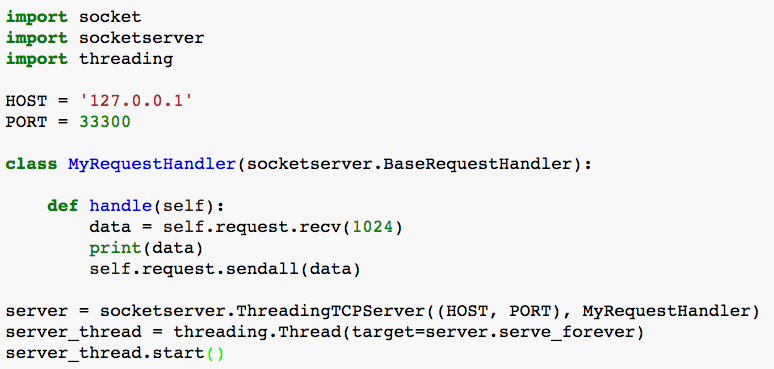 import socket
import socketserver
import threading

HOST = '127.0.0.1'
PORT = 33300

class MyRequestHandler(socketserver.BaseRequestHandler):

    def handle(self):
        data = self.request.recv(1024)
        print(data)
        self.request.sendall(data)

server = socketserver.ThreadingTCPServer((HOST, PORT), MyRequestHandler)
server_thread = threading.Thread(target=server.serve_forever)
server_thread.start()